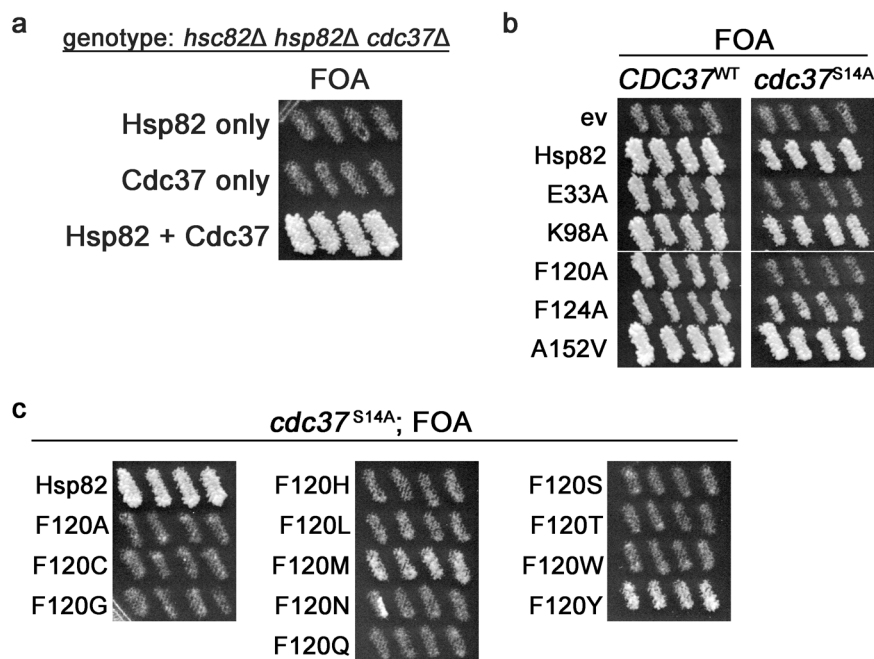 a
genotype: hsc82Δ hsp82Δ cdc37Δ
FOA
Hsp82 only
Cdc37 only
Hsp82 + Cdc37
b
FOA
CDC37WT cdc37S14A
ev
Hsp82
E33A
K98A
F120A
F124A
A152V
c
cdc37S14A; FOA
Hsp82
F120A
F120C
F120G
F120H
F120L
F120M
F120N
F120Q
F120S
F120T
F120W
F120Y